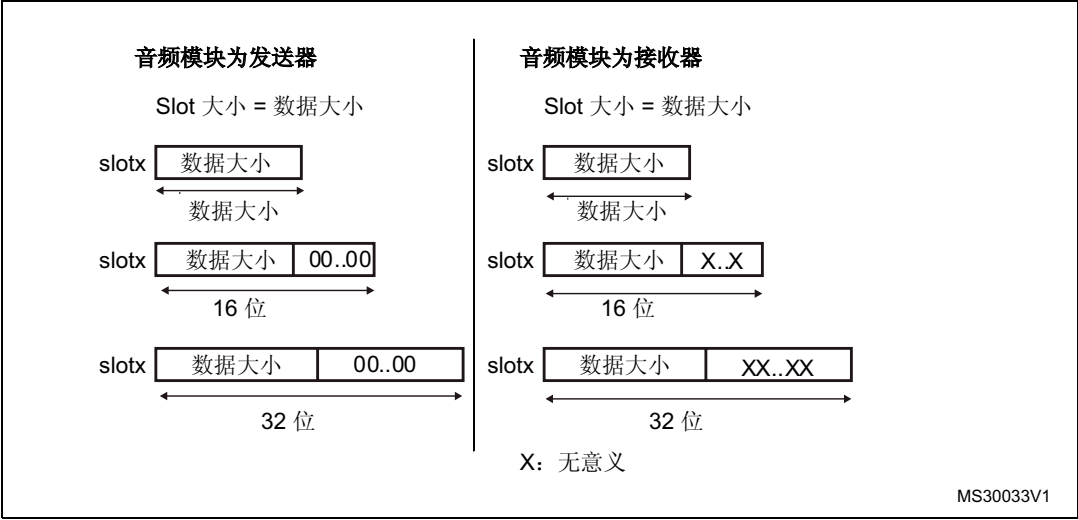 音频模块为发送器
Slot 大小 = 数据大小
slotx 数据大小
数据大小
slotx 数据大小 00..00
16 位
slotx 数据大小 00..00
32 位
音频模块为接收器
Slot 大小 = 数据大小
slotx 数据大小
数据大小
slotx 数据大小 X..X
16 位
slotx 数据大小 XX..XX
32 位
X：无意义
MS30033V1